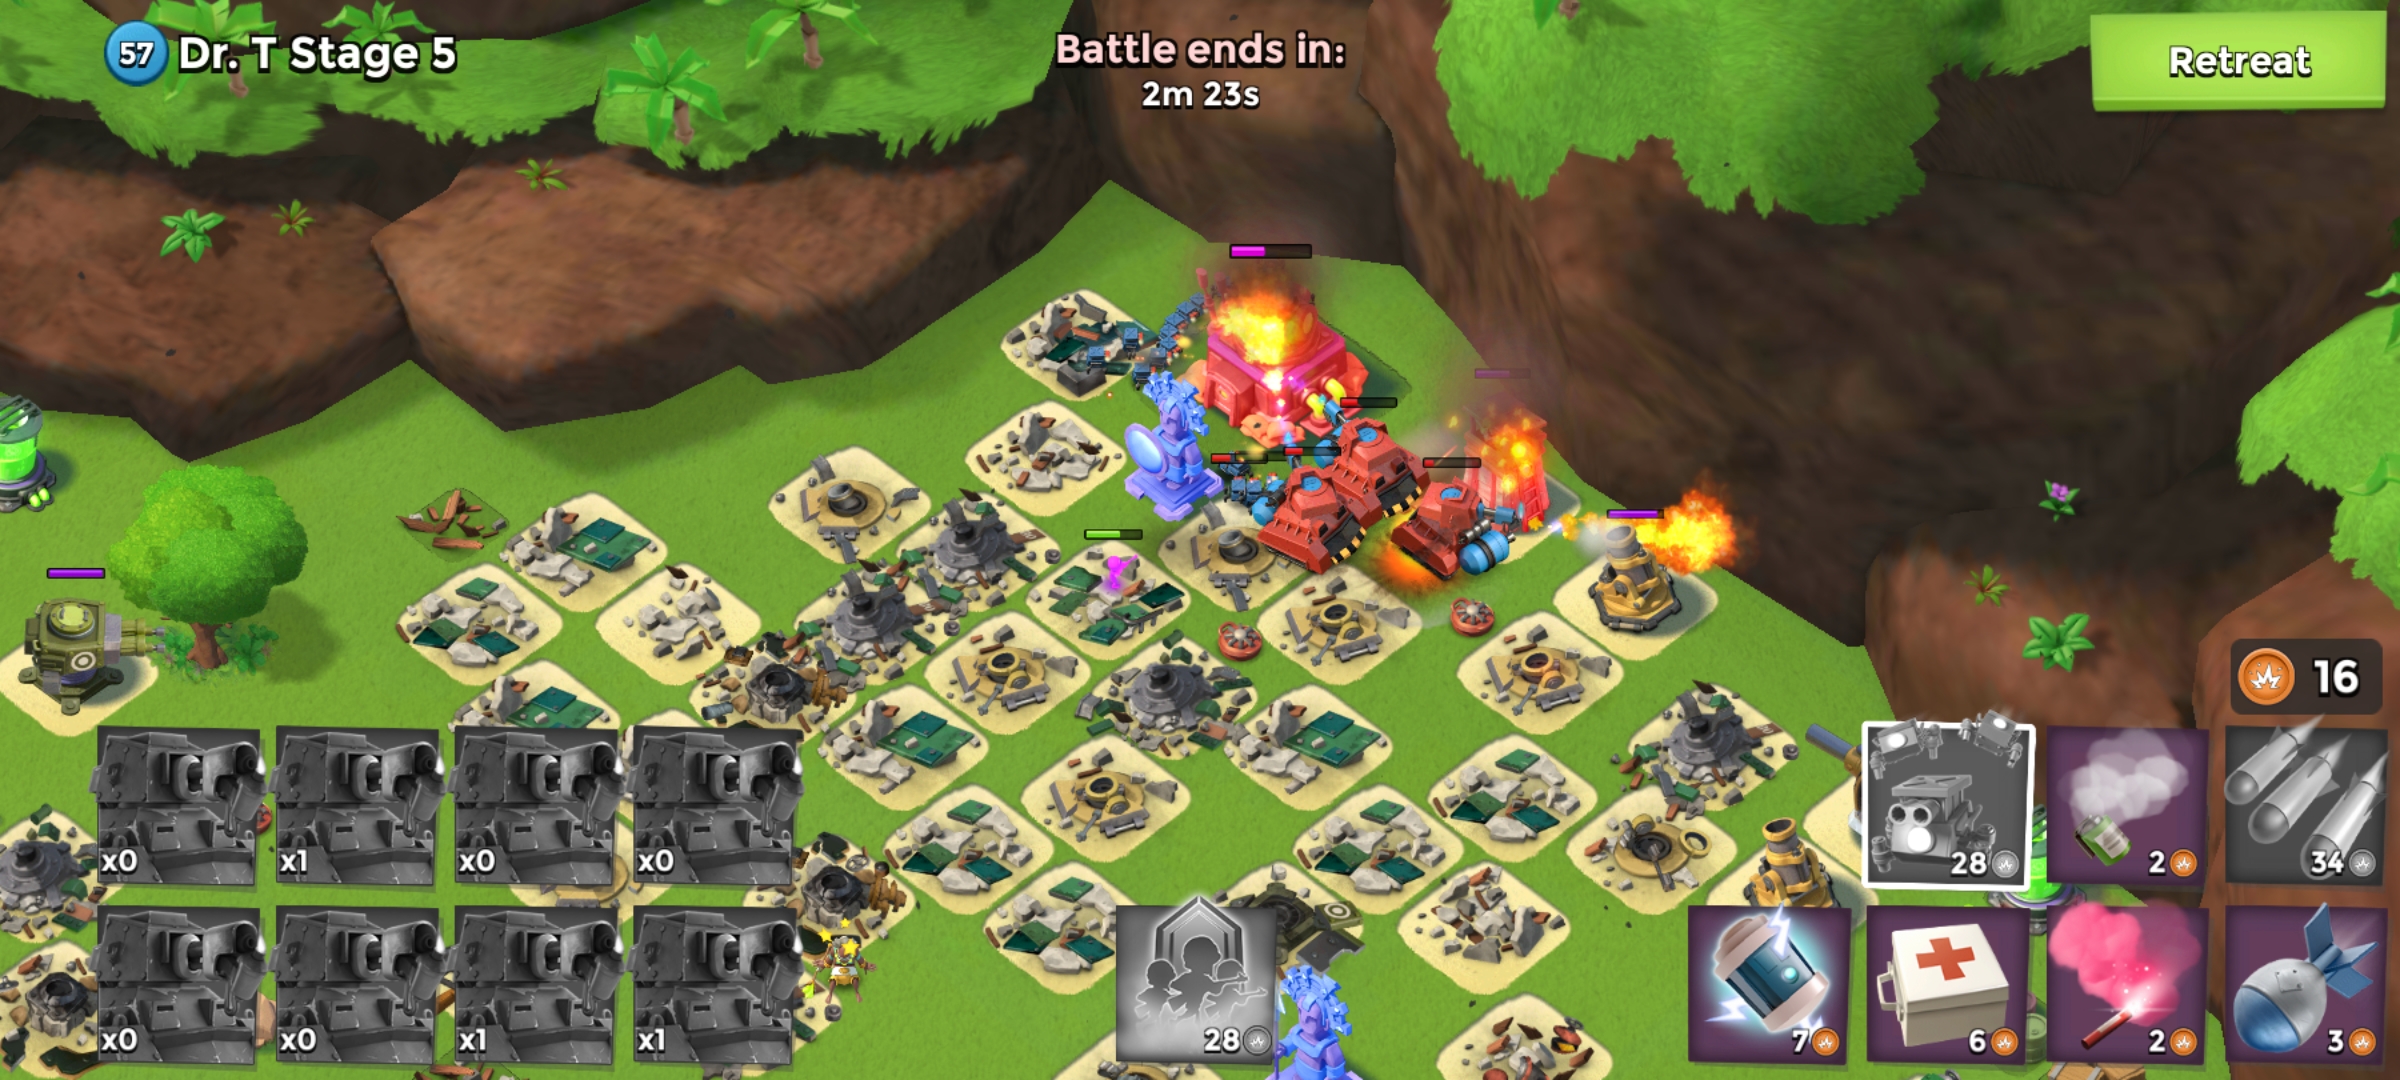 57 Dr. T Stage 5
Battle ends in:
2m 23s
Retreat
16
x0 x1 x0 x0
28 2 34
x0 x0 x1 x1
28 7 6 2 3